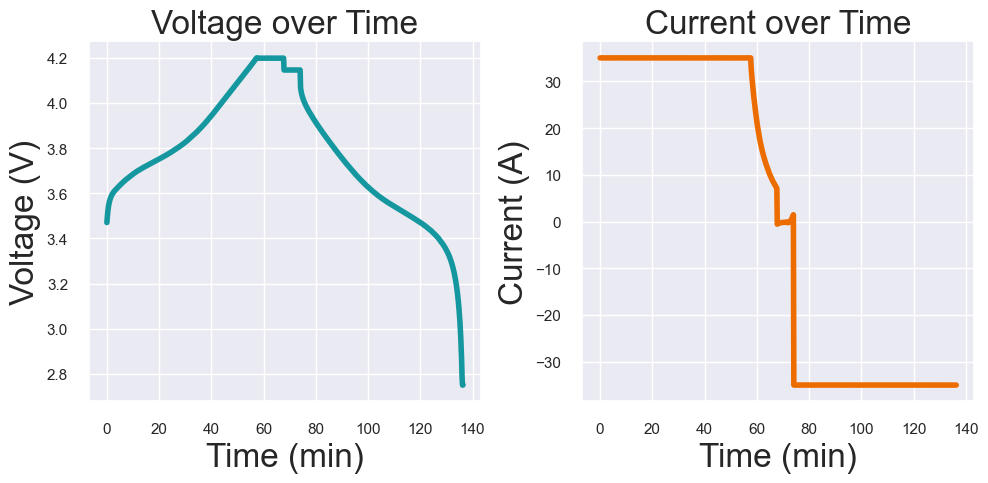 Voltage over Time
Current over Time
4.2
4.0
3.8
3.6
3.4
3.2
3.0
2.8
Voltage (V)
0 20 40 60 80 100 120 140
Time (min)
30
20
10
0
−10
−20
−30
Current (A)
0 20 40 60 80 100 120 140
Time (min)